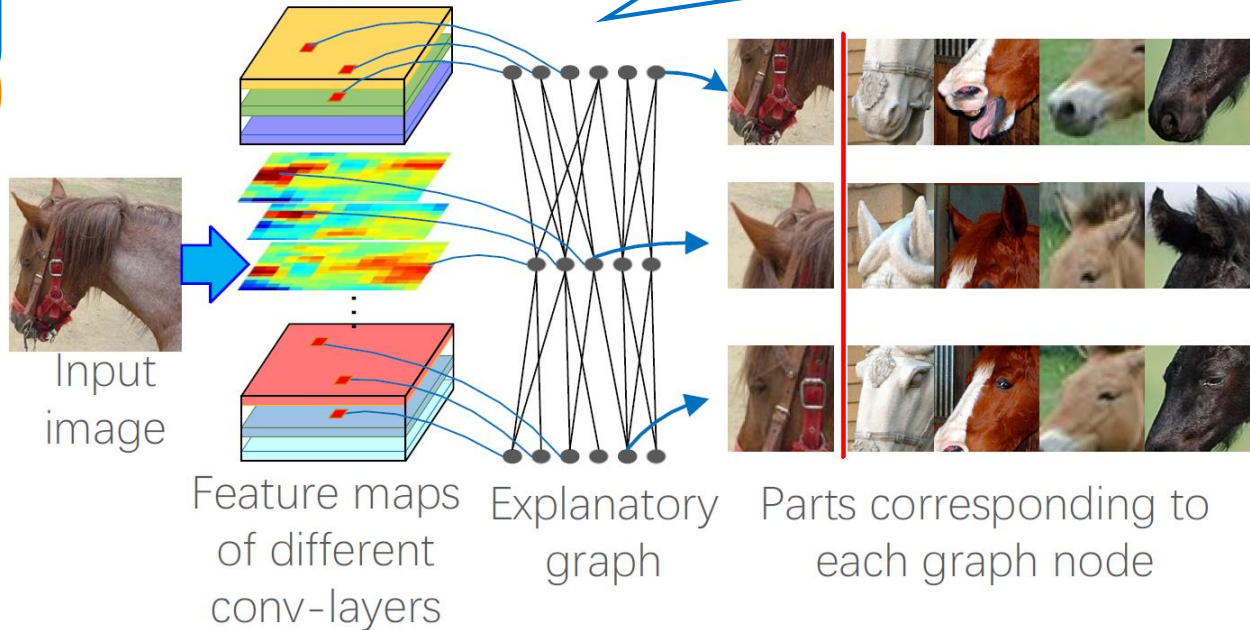 Input
image
Feature maps
of different
conv-layers
Explanatory
graph
Parts corresponding to
each graph node